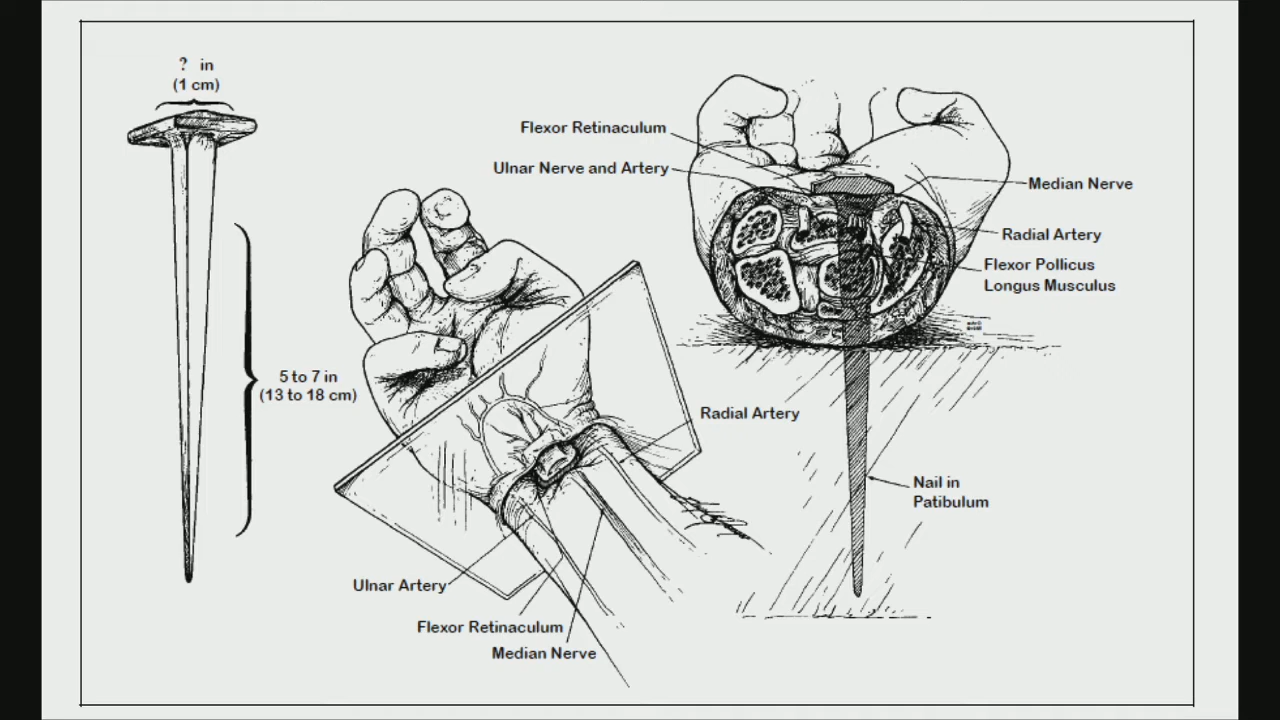 ? in
(1 cm)
5 to 7 in
(13 to 18 cm)
Radial Artery
Ulnar Artery
Flexor Retinaculum
Median Nerve
Flexor Retinaculum
Ulnar Nerve and Artery
Median Nerve
Radial Artery
Flexor Pollicus
Longus Musculus
Nail in
Patibulum